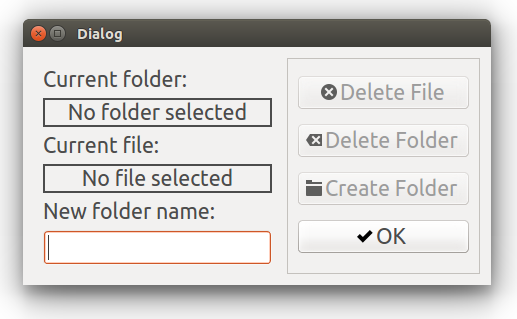 Dialog
Current folder:
No folder selected
Current file:
No file selected
New folder name:
Delete File
Delete Folder
Create Folder
OK